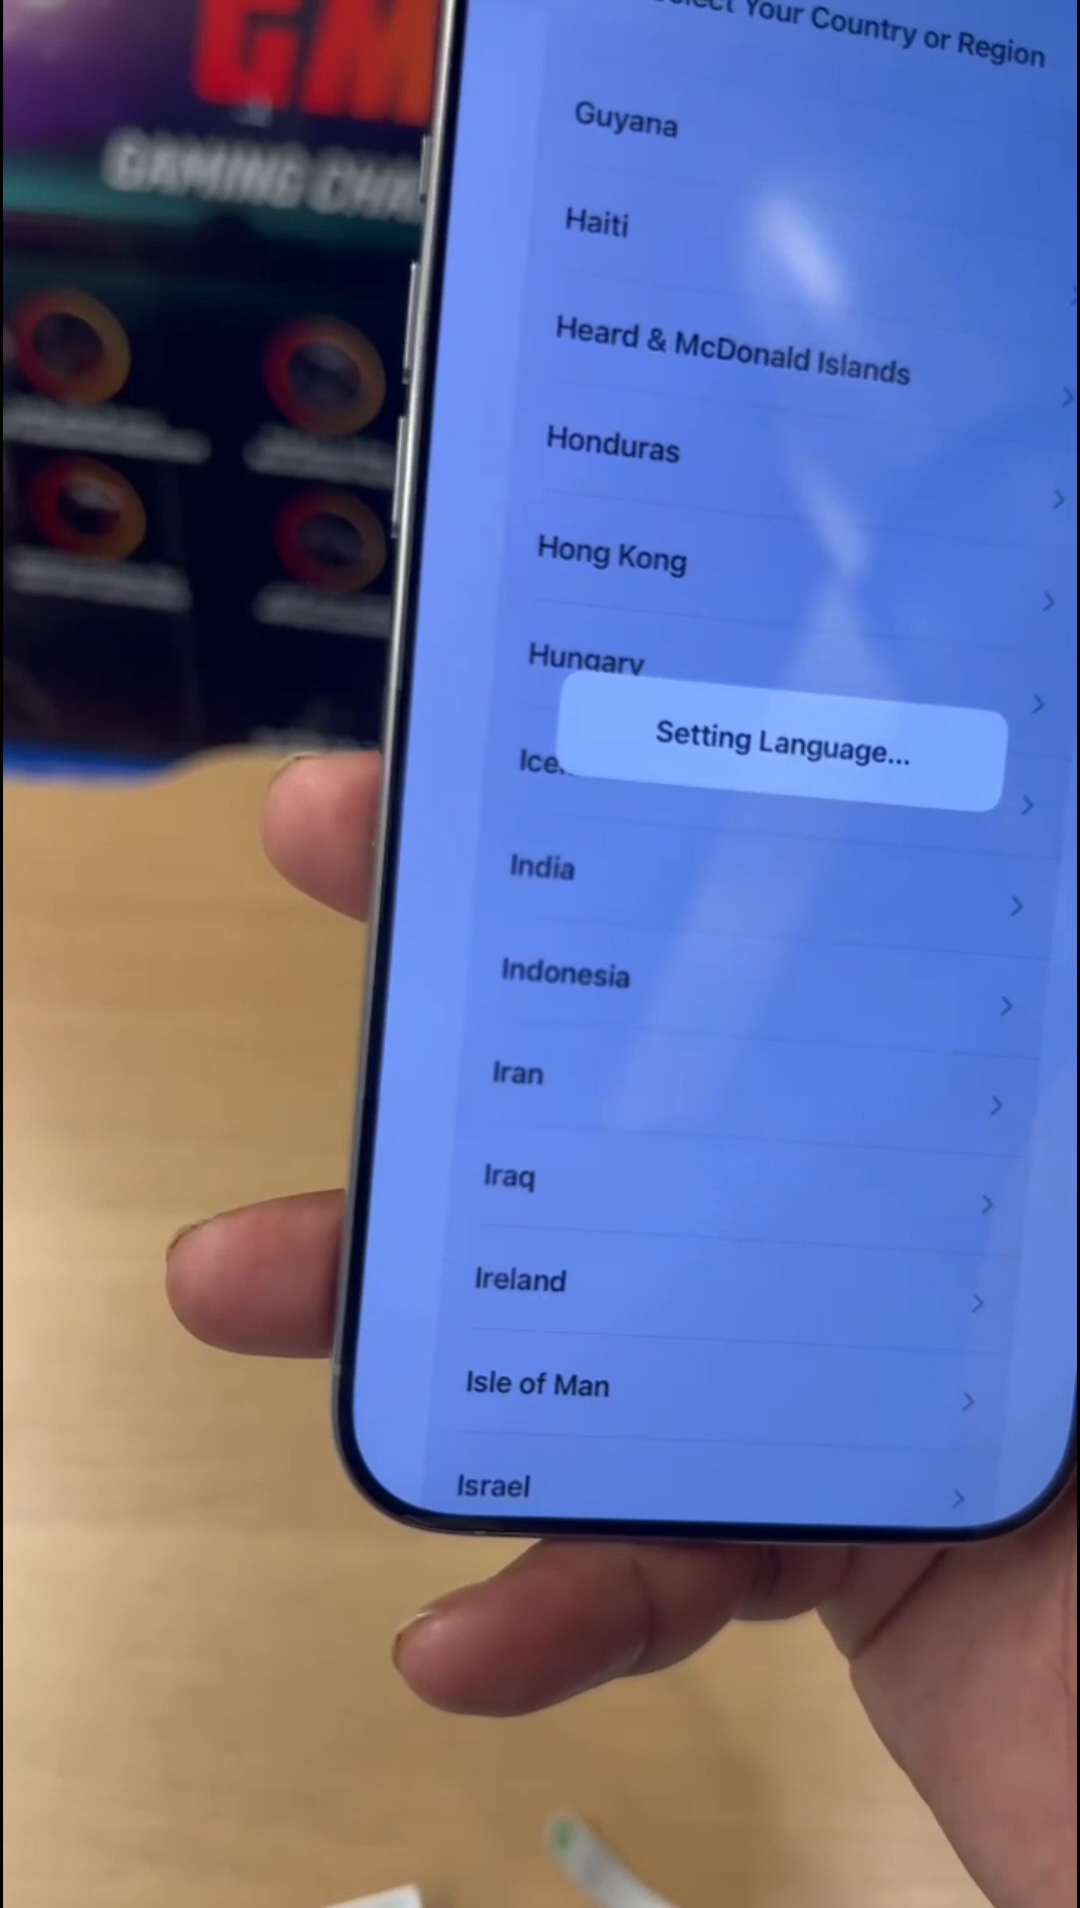 GM
GAMING CHA
Select Your Country or Region
Guyana
Haiti
Heard & McDonald Islands
Honduras
Hong Kong
Hungary
Setting Language...
Ice
India
Indonesia
Iran
Iraq
Ireland
Isle of Man
Israel